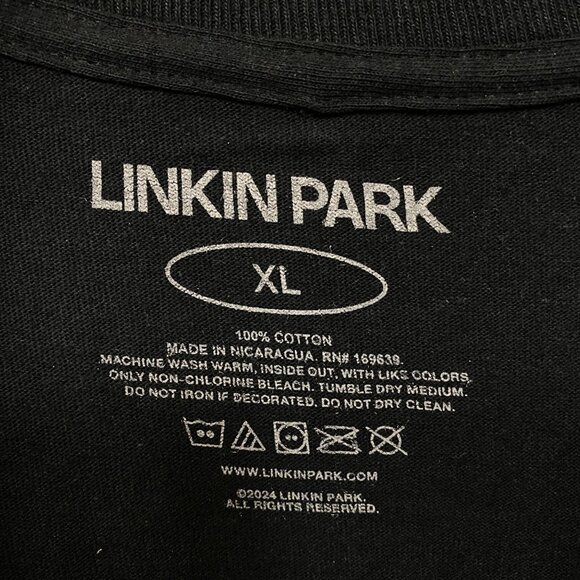 LINKIN PARK
XL
100% COTTON
MADE IN NICARAGUA. RN# 169639.
MACHINE WASH WARM, INSIDE OUT, WITH LIKE COLORS,
ONLY NON-CHLORINE BLEACH. TUMBLE DRY MEDIUM.
DO NOT IRON IF DECORATED. DO NOT DRY CLEAN.
WWW.LINKINPARK.COM
©2024 LINKIN PARK.
ALL RIGHTS RESERVED.